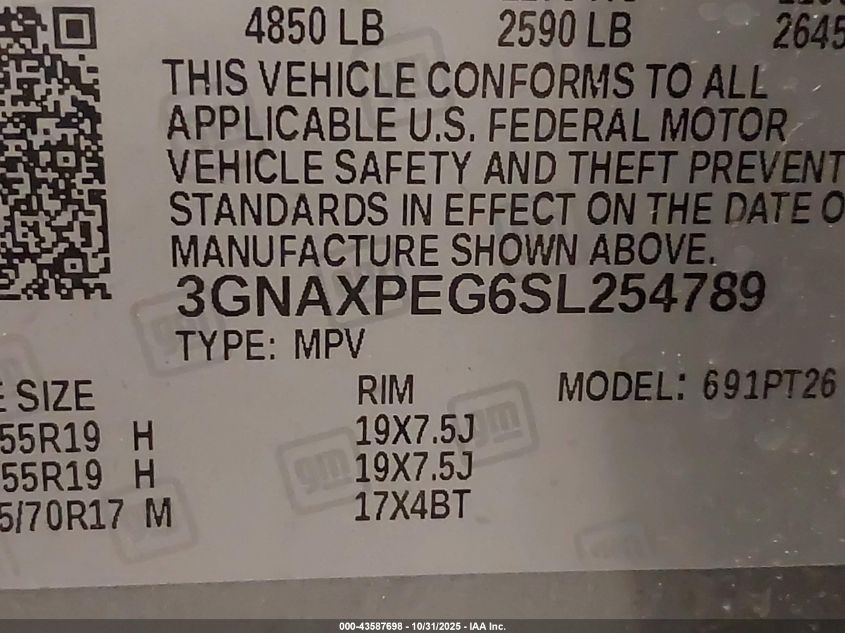 4850 LB 2590 LB 2645
THIS VEHICLE CONFORMS TO ALL
APPLICABLE U.S. FEDERAL MOTOR
VEHICLE SAFETY AND THEFT PREVENT
STANDARDS IN EFFECT ON THE DATE O
MANUFACTURE SHOWN ABOVE.
3GNAXPEG6SL254789
TYPE: MPV
E SIZE RIM MODEL: 691PT26
55R19 H 19X7.5J
55R19 H 19X7.5J
5/70R17 M 17X4BT
gm gm
000-43587698 - 10/31/2025 - IAA Inc.